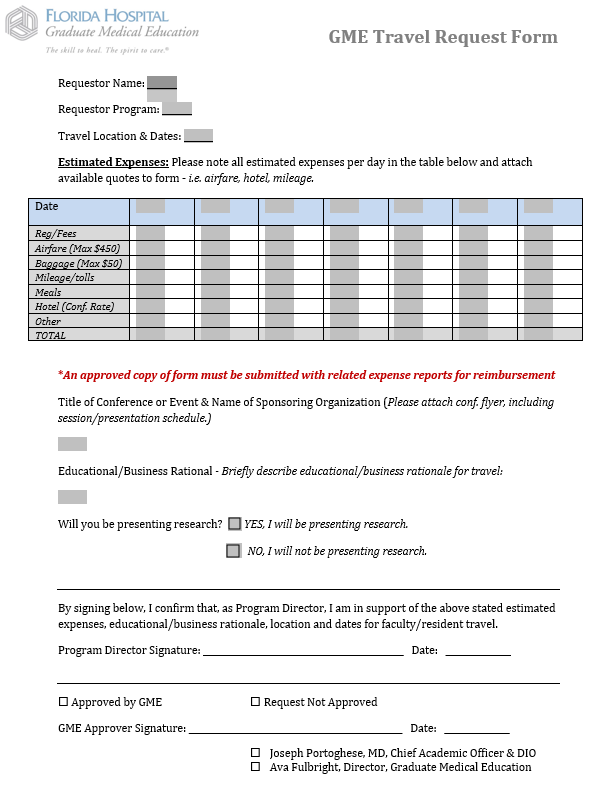 FLORIDA HOSPITAL
Graduate Medical Education
The skill to heal. The spirit to care.®
GME Travel Request Form
Requestor Name:
Requestor Program:
Travel Location & Dates:
Estimated Expenses: Please note all estimated expenses per day in the table below and attach
available quotes to form - i.e. airfare, hotel, mileage.
Date
Reg/Fees
Airfare (Max $450)
Baggage (Max $50)
Mileage/tolls
Meals
Hotel (Conf. Rate)
Other
TOTAL
*An approved copy of form must be submitted with related expense reports for reimbursement
Title of Conference or Event & Name of Sponsoring Organization (Please attach conf. flyer, including
session/presentation schedule.)
Educational/Business Rational - Briefly describe educational/business rationale for travel:
Will you be presenting research? YES, I will be presenting research.
NO, I will not be presenting research.
By signing below, I confirm that, as Program Director, I am in support of the above stated estimated
expenses, educational/business rationale, location and dates for faculty/resident travel.
Program Director Signature: Date:
Approved by GME Request Not Approved
GME Approver Signature: Date:
Joseph Portoghese, MD, Chief Academic Officer & DIO
Ava Fulbright, Director, Graduate Medical Education